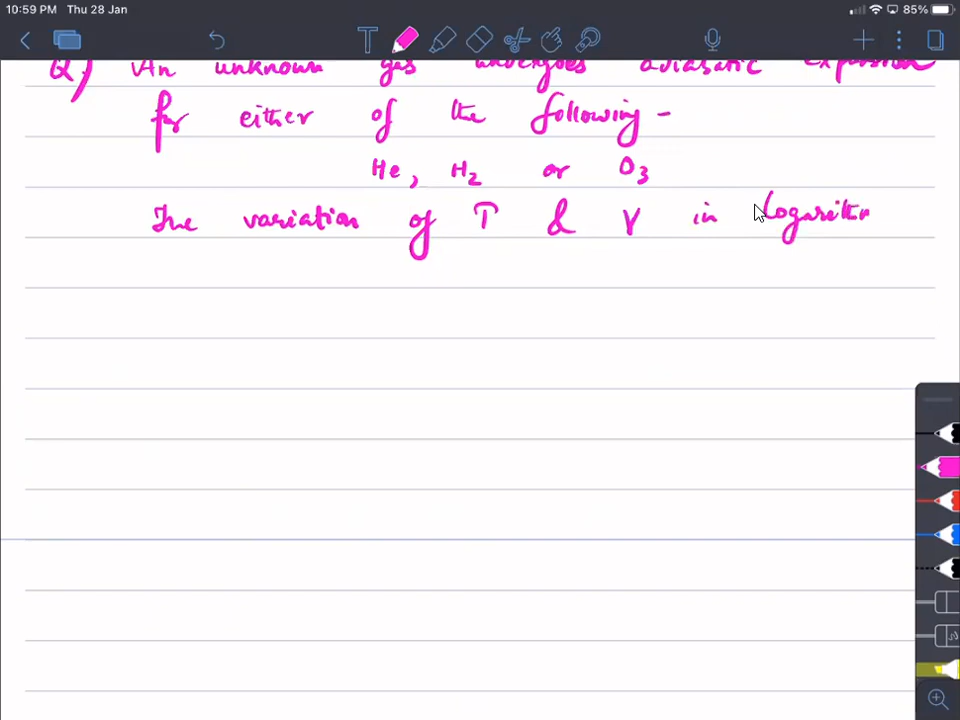 10:59 PM Thu 28 Jan
85%
T
Q) An unknown gas undergoes adiabatic expansion
for either of the following -
He, H2 or O3
The variation of T & V in logarithm